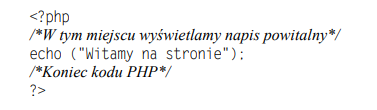 <?php
/*W tym miejscu wyświetlamy napis powitalny*/
echo ("Witamy na stronie");
/*Koniec kodu PHP*/
?>